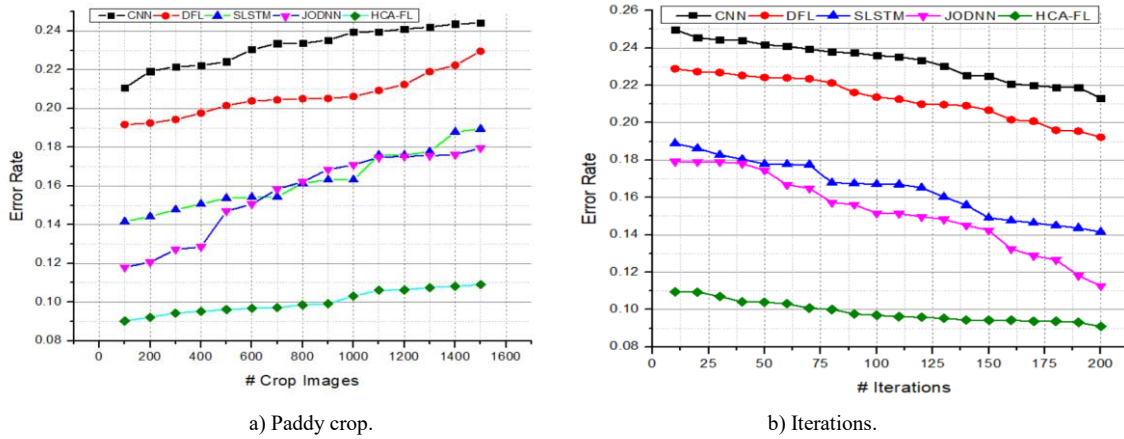 CNN DFL SLSTM JODNN HCA-FL
0.24
0.22
0.20
0.18
0.16
0.14
0.12
0.10
0.08
Error Rate
0 200 400 600 800 1000 1200 1400 1600
# Crop Images
a) Paddy crop.
0.26
CNN DFL SLSTM JODNN HCA-FL
0.24
0.22
0.20
0.18
0.16
0.14
0.12
0.10
0.08
Error Rate
0 25 50 75 100 125 150 175 200
# Iterations
b) Iterations.